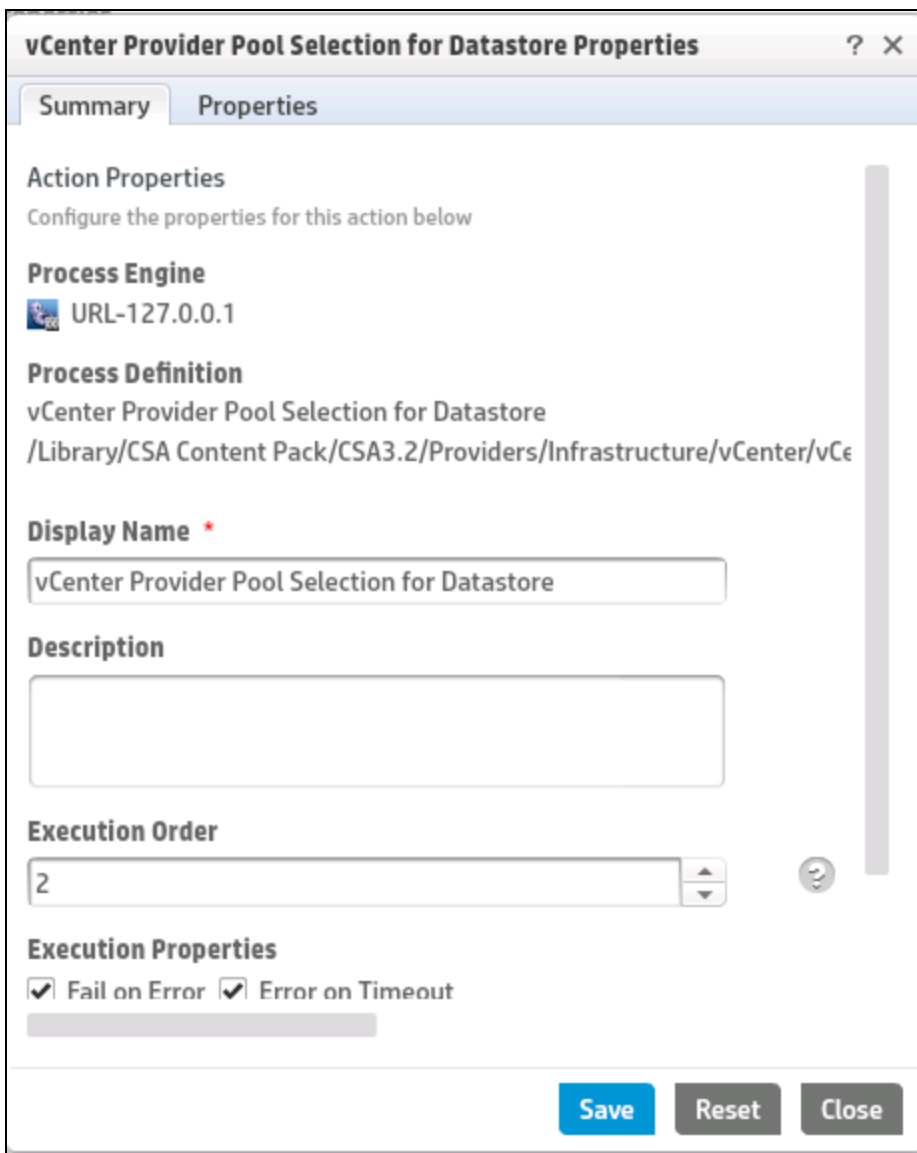 vCenter Provider Pool Selection for Datastore Properties ? ×
Summary Properties
Action Properties
Configure the properties for this action below
Process Engine
URL-127.0.0.1
Process Definition
vCenter Provider Pool Selection for Datastore
/Library/CSA Content Pack/CSA3.2/Providers/Infrastructure/vCenter/vCe
Display Name *
vCenter Provider Pool Selection for Datastore
Description
Execution Order
2
?
Execution Properties
Fail on Error Error on Timeout
Save Reset Close